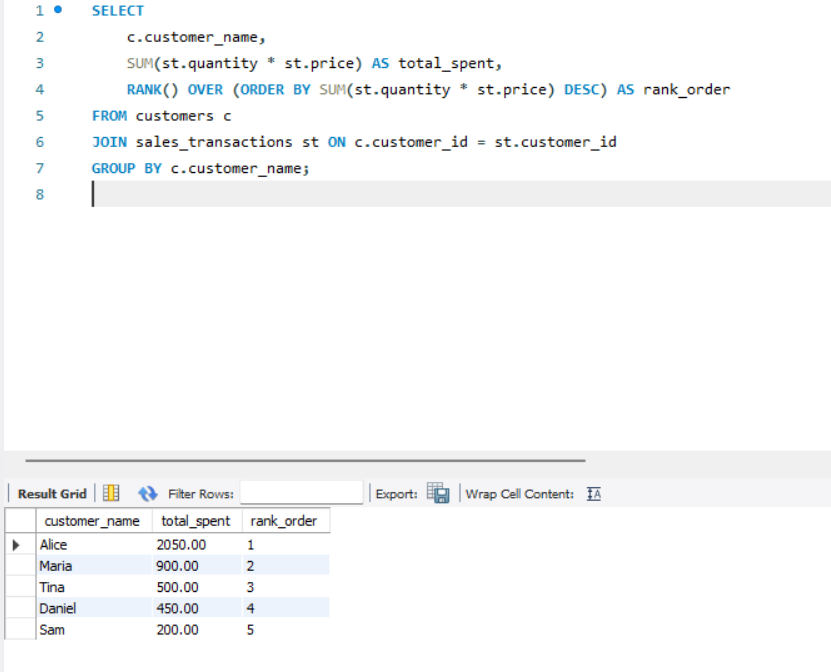 1 SELECT
2 c.customer_name,
3 SUM(st.quantity * st.price) AS total_spent,
4 RANK() OVER (ORDER BY SUM(st.quantity * st.price) DESC) AS rank_order
5 FROM customers c
6 JOIN sales_transactions st ON c.customer_id = st.customer_id
7 GROUP BY c.customer_name;
8
Result Grid Filter Rows: Export: Wrap Cell Content: IA
customer_name total_spent rank_order
Alice 2050.00 1
Maria 900.00 2
Tina 500.00 3
Daniel 450.00 4
Sam 200.00 5